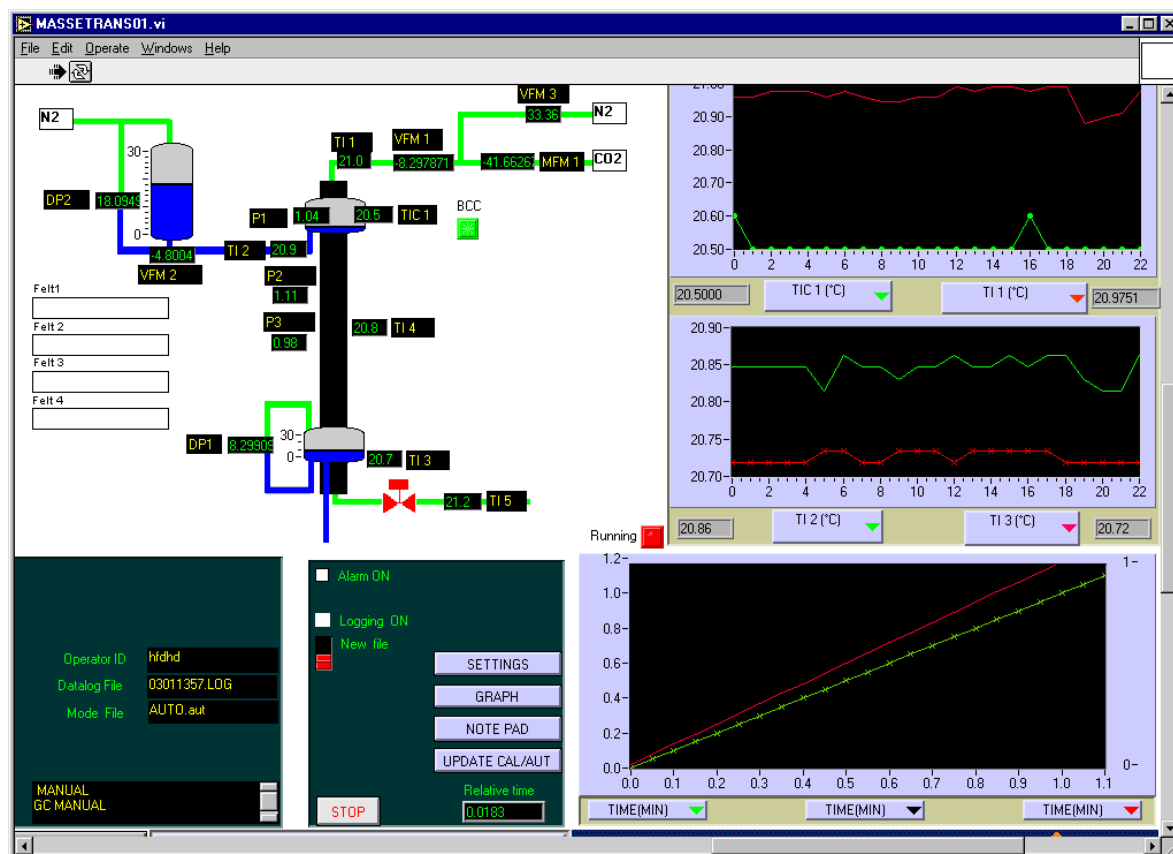 MASSETRANS01.vi
File Edit Operate Windows Help
N2
30
0
DP2
18.0949
-4.8004
VFM 2
TI 2
20.9
TI 1
21.0
VFM 1
-8.297871
VFM 3
33.36
N2
-41.6626
MFM 1
CO2
P1
1.04
20.5
TIC 1
BCC
P2
1.11
P3
0.98
20.8
TI 4
Felt1
Felt 2
Felt 3
Felt 4
DP1
8.29909
30
0
20.7
TI 3
21.2
TI 5
Running
20.90
20.80
20.70
20.60
20.50
0 2 4 6 8 10 12 14 16 18 20 22
20.5000
TIC 1 (°C)
TI 1 (°C)
20.9751
20.90
20.85
20.80
20.75
20.70
0 2 4 6 8 10 12 14 16 18 20 22
20.86
TI 2 (°C)
TI 3 (°C)
20.72
1.2
1.0
0.8
0.6
0.4
0.2
0.0
1
0
0.0 0.1 0.2 0.3 0.4 0.5 0.6 0.7 0.8 0.9 1.0 1.1
TIME(MIN)
TIME(MIN)
TIME(MIN)
Operator ID
hfdhd
Datalog File
03011357.LOG
Mode File
AUTO.aut
MANUAL
GC MANUAL
Alarm ON
Logging ON
New file
SETTINGS
GRAPH
NOTE PAD
UPDATE CAL/AUT
Relative time
0.0183
STOP